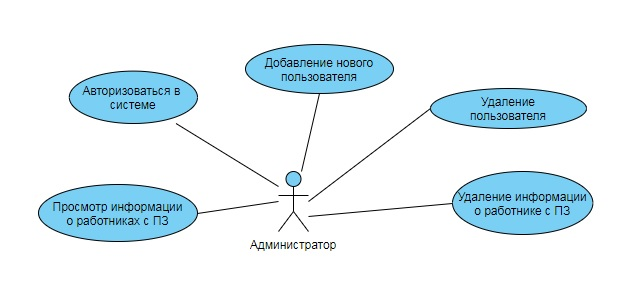 Добавление нового
пользователя
Авторизоваться в
системе
Удаление
пользователя
Просмотр информации
о работниках с ПЗ
Удаление информации
о работнике с ПЗ
Администратор